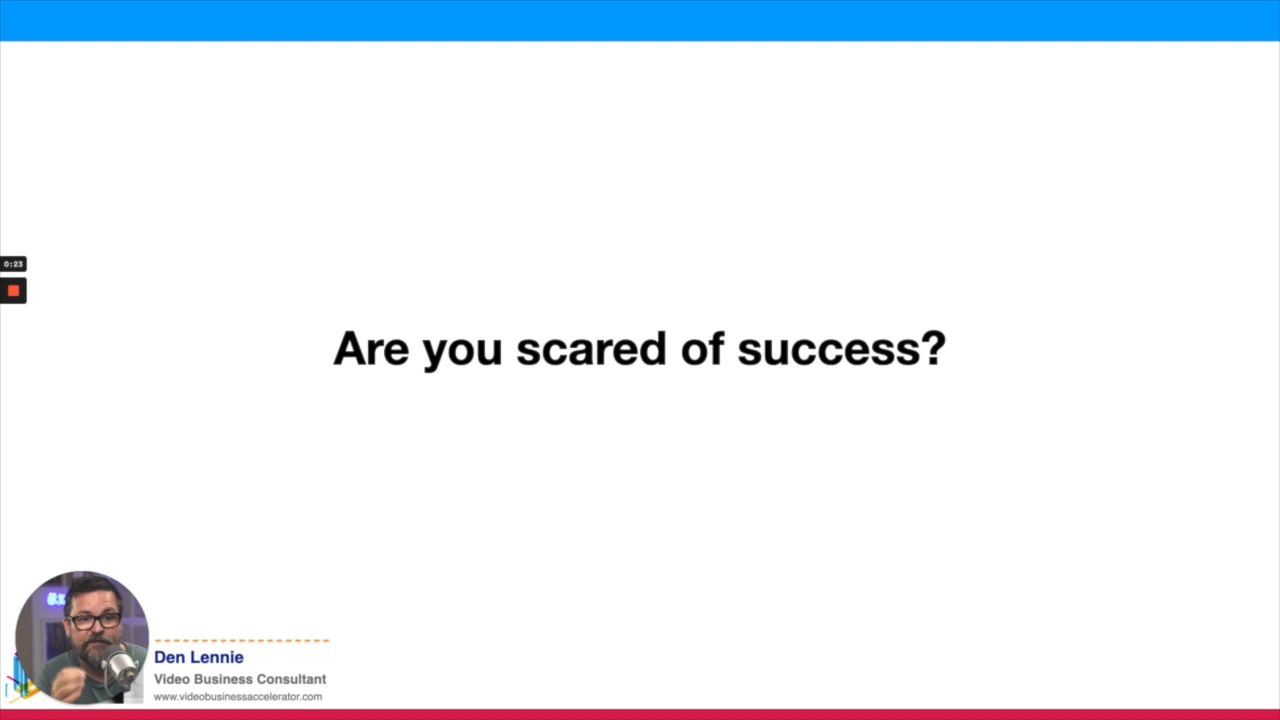 0:23
Are you scared of success?
Den Lennie
Video Business Consultant
www.videobusinessaccelerator.com